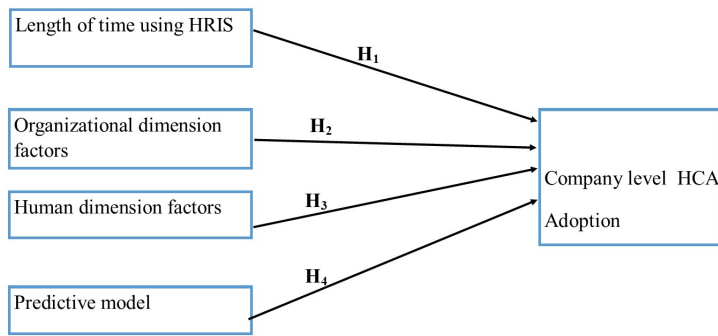 Length of time using HRIS
H₁
Organizational dimension
factors
H₂
Human dimension factors
H₃
Predictive model
H₄
Company level HCA
Adoption